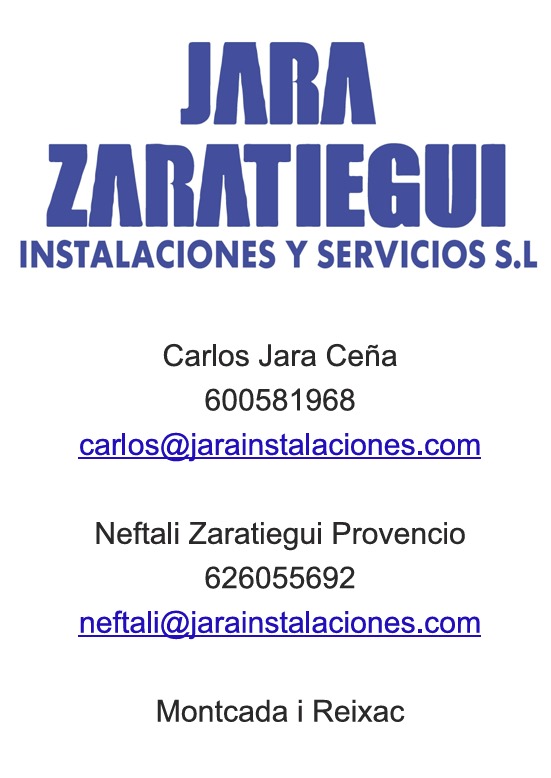 JARA
ZARATIEGUI
INSTALACIONES Y SERVICIOS S.L
Carlos Jara Ceña
600581968
carlos@jarainstalaciones.com
Neftali Zaratiegui Provencio
626055692
neftali@jarainstalaciones.com
Montcada i Reixac